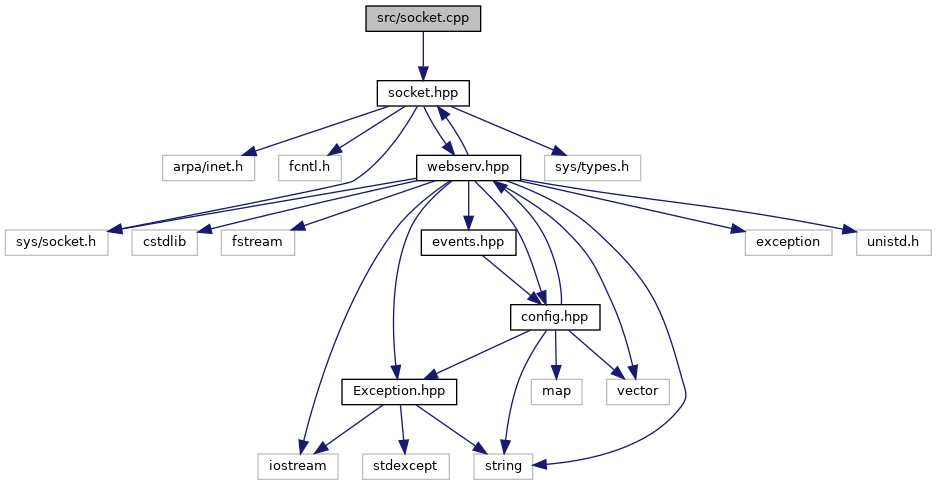 src/socket.cpp
socket.hpp
arpa/inet.h
fcntl.h
webserv.hpp
sys/types.h
sys/socket.h
cstdlib
fstream
events.hpp
exception
unistd.h
config.hpp
Exception.hpp
map
vector
iostream
stdexcept
string